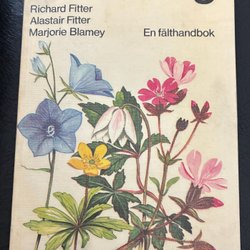 Richard Fitter
Alastair Fitter
Marjorie Blamey
En fälthandbok